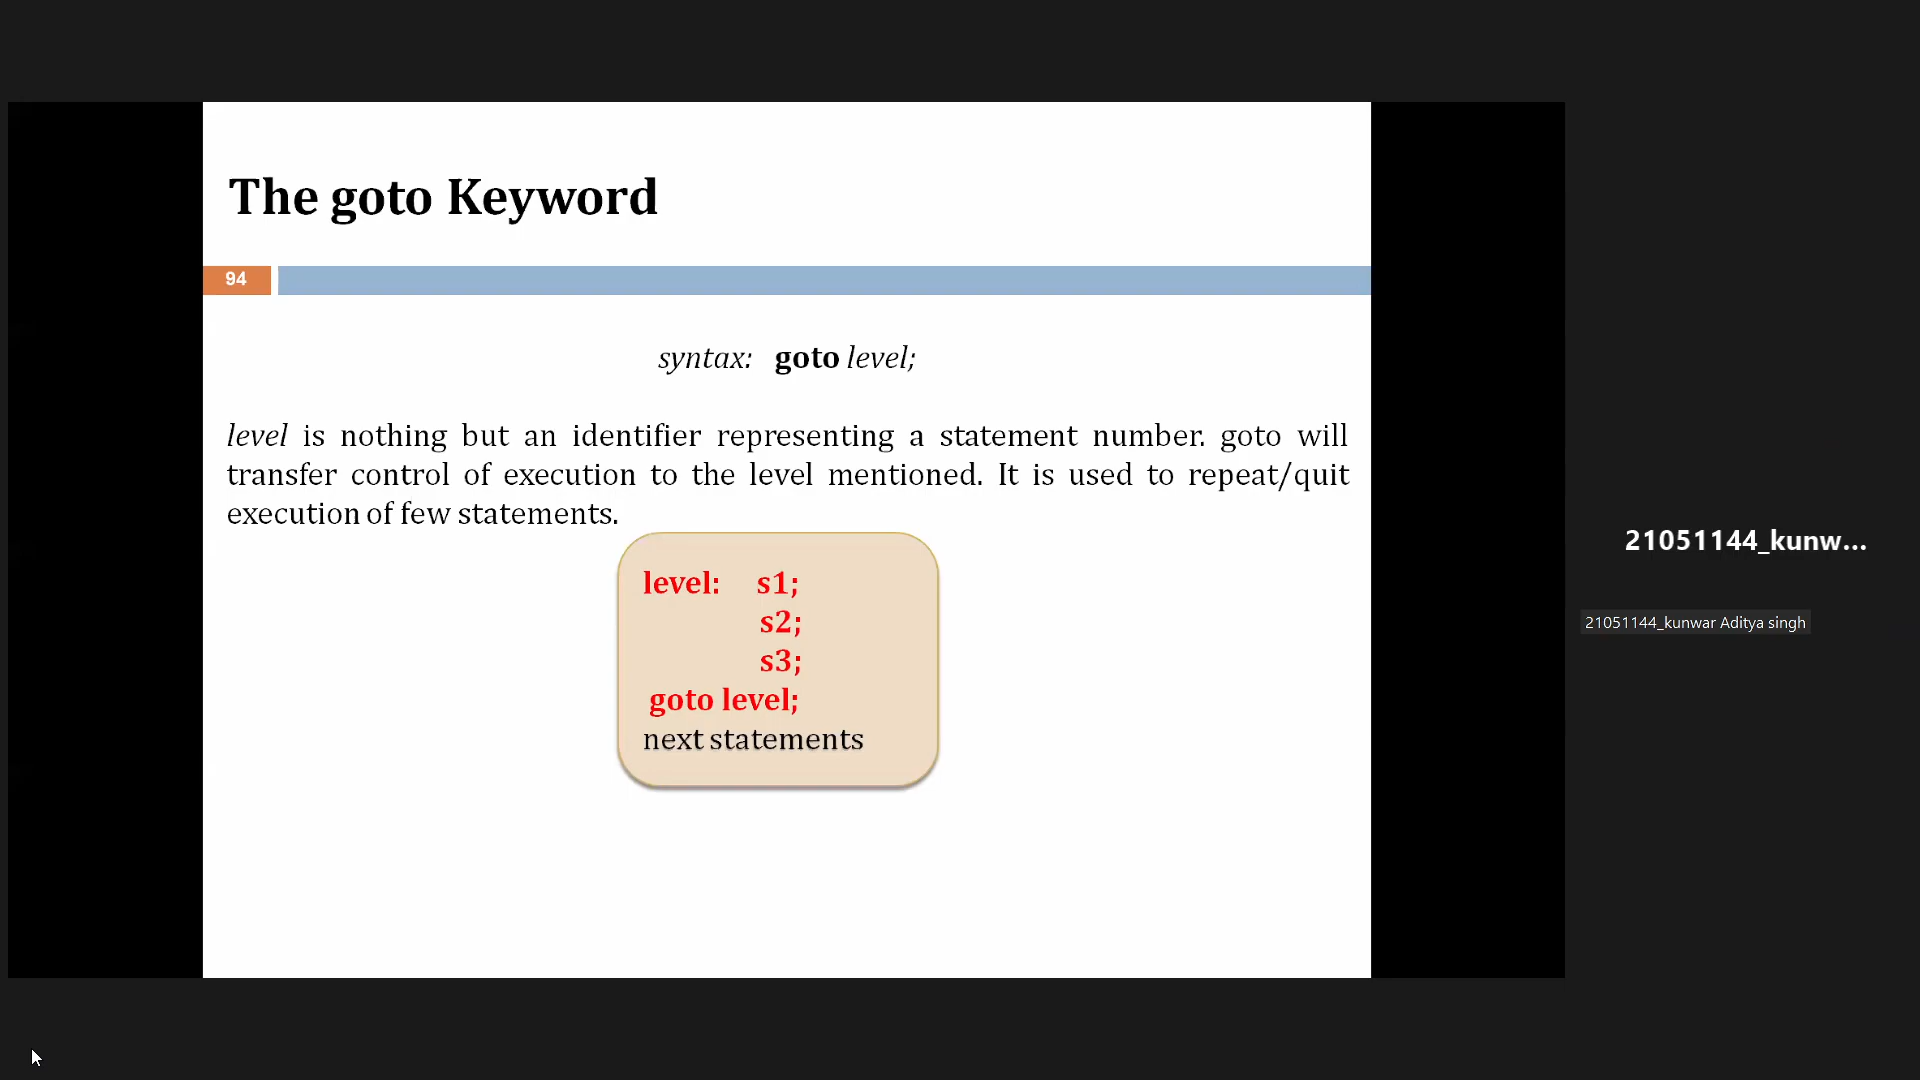 The goto Keyword
94
syntax: goto level;
level is nothing but an identifier representing a statement number. goto will
transfer control of execution to the level mentioned. It is used to repeat/quit
execution of few statements.
level: s1;
s2;
s3;
goto level;
next statements
21051144_kunw...
21051144_kunwar Aditya singh